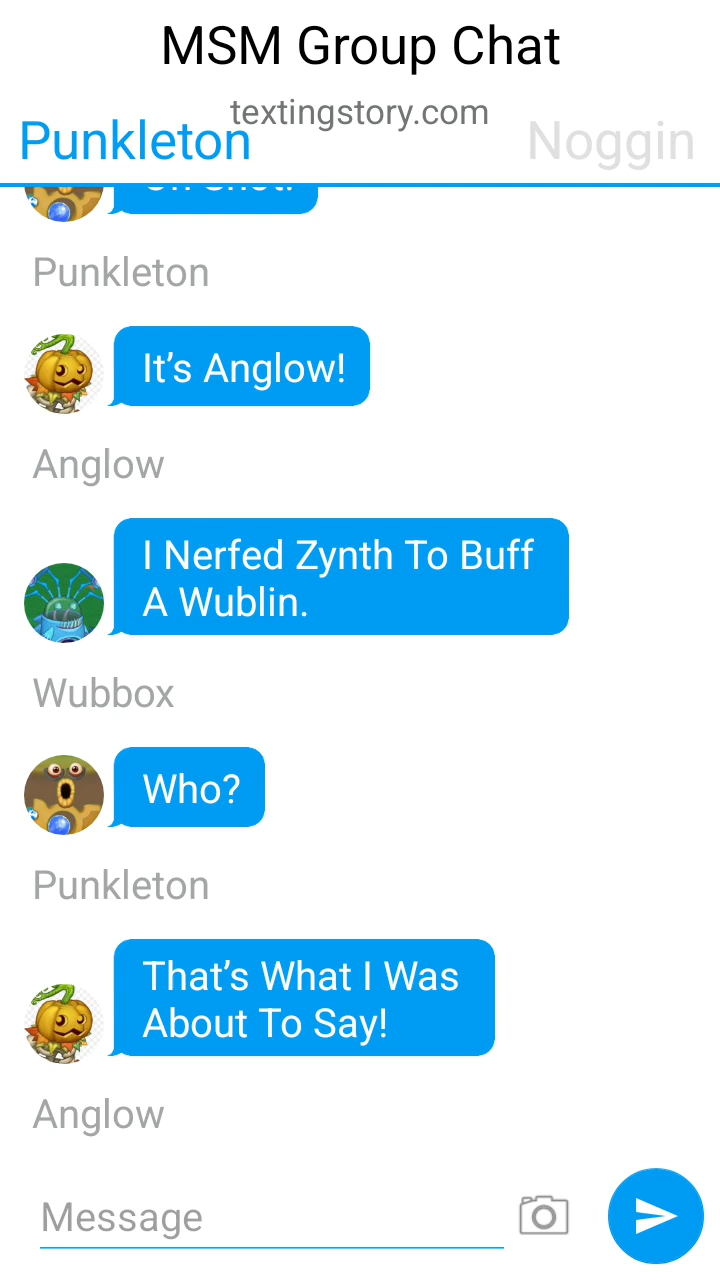 MSM Group Chat
textingstory.com
Punkleton
Noggin
Punkleton
It’s Anglow!
Anglow
I Nerfed Zynth To Buff
A Wublin.
Wubbox
Who?
Punkleton
That’s What I Was
About To Say!
Anglow
Message